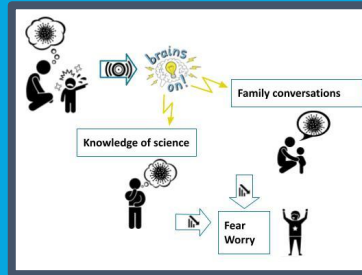 brains
on!
Family conversations
Knowledge of science
Fear
Worry